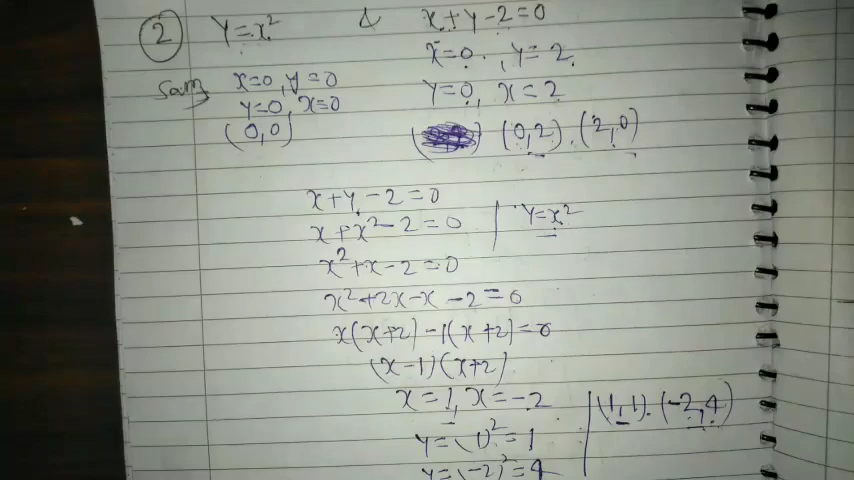 2 Y=x² & x+y-2=0
x=0, y=2
x=0, y=0
y=0, x=0 y=0, x=2
(0,0) (0,2). (2,0)
x+y-2=0
x+x²-2=0 | y=x²
x²+x-2=0
x²+2x-x-2=0
x(x+2)-1(x+2)=0
(x-1)(x+2)
x=1, x=-2 | (1,1). (-2,4)
y=(1)²=1
y=(-2)²=4